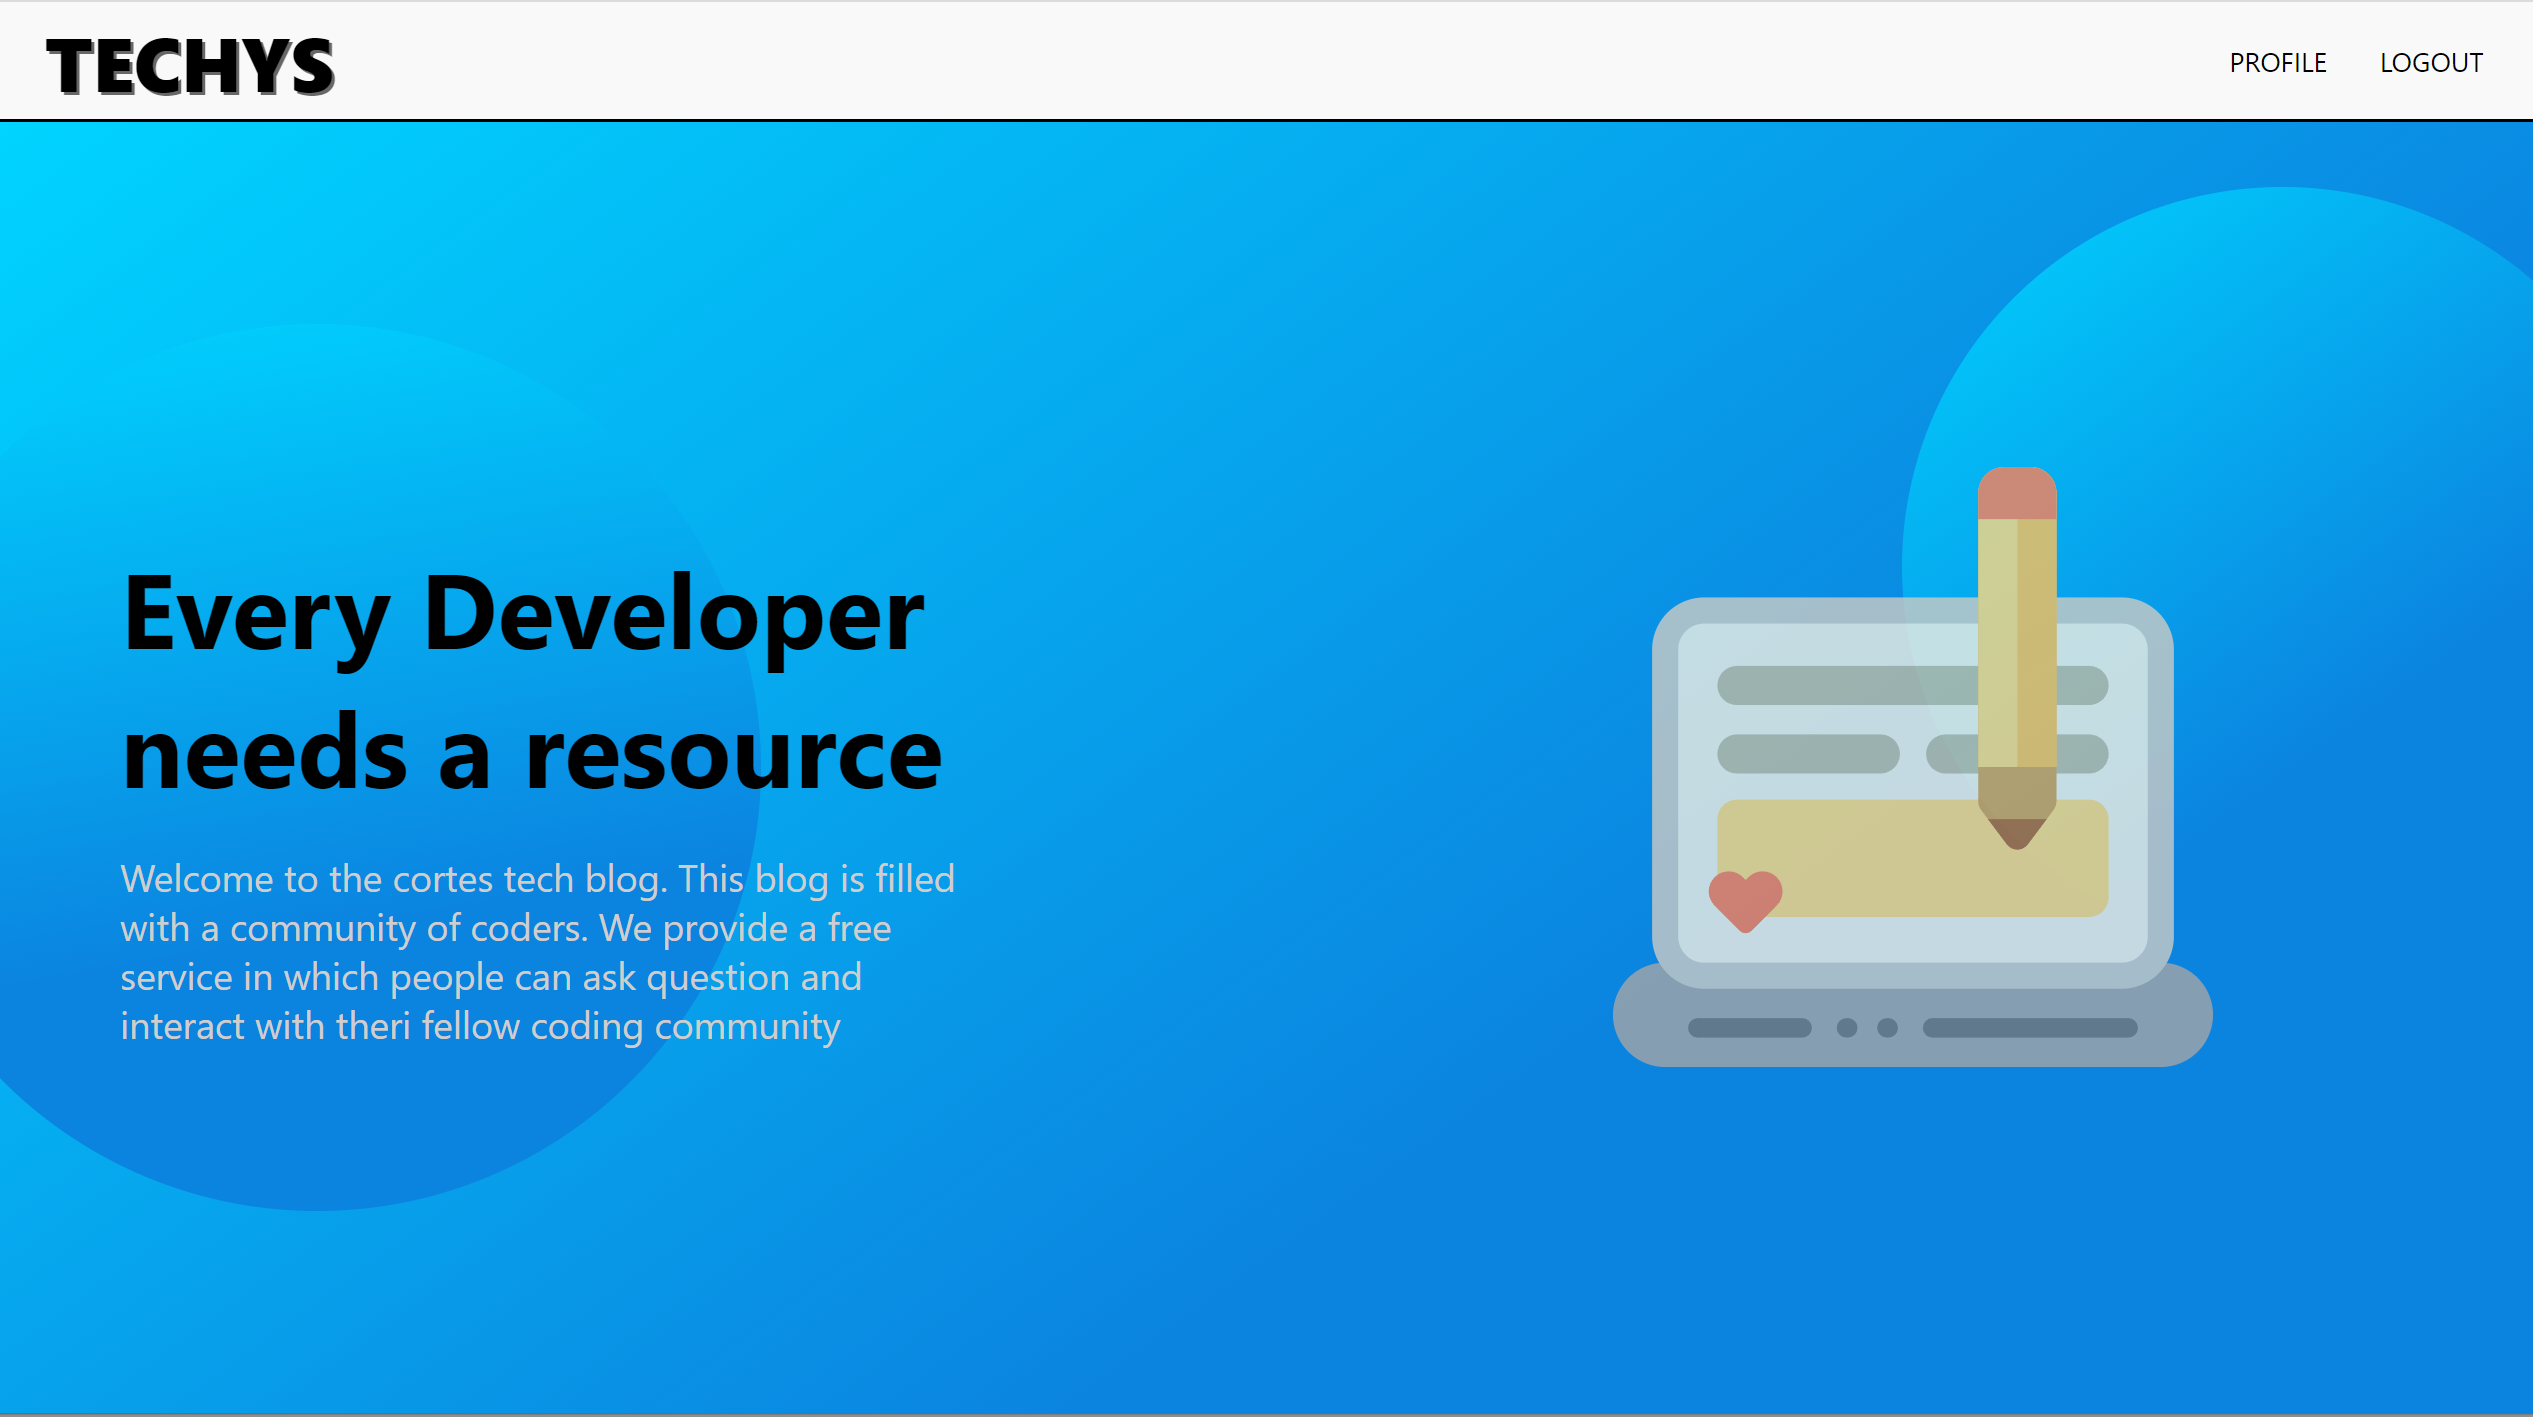 TECHYS
PROFILE LOGOUT
Every Developer
needs a resource
Welcome to the cortes tech blog. This blog is filled
with a community of coders. We provide a free
service in which people can ask question and
interact with theri fellow coding community